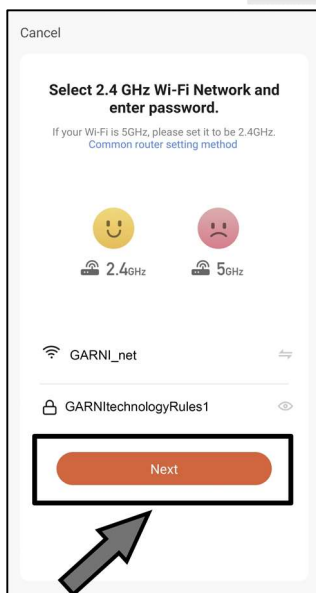 Cancel
Select 2.4 GHz Wi-Fi Network and
enter password.
If your Wi-Fi is 5GHz, please set it to be 2.4GHz.
Common router setting method
2.4GHz 5GHz
GARNI_net
GARNItechnologyRules1
Next